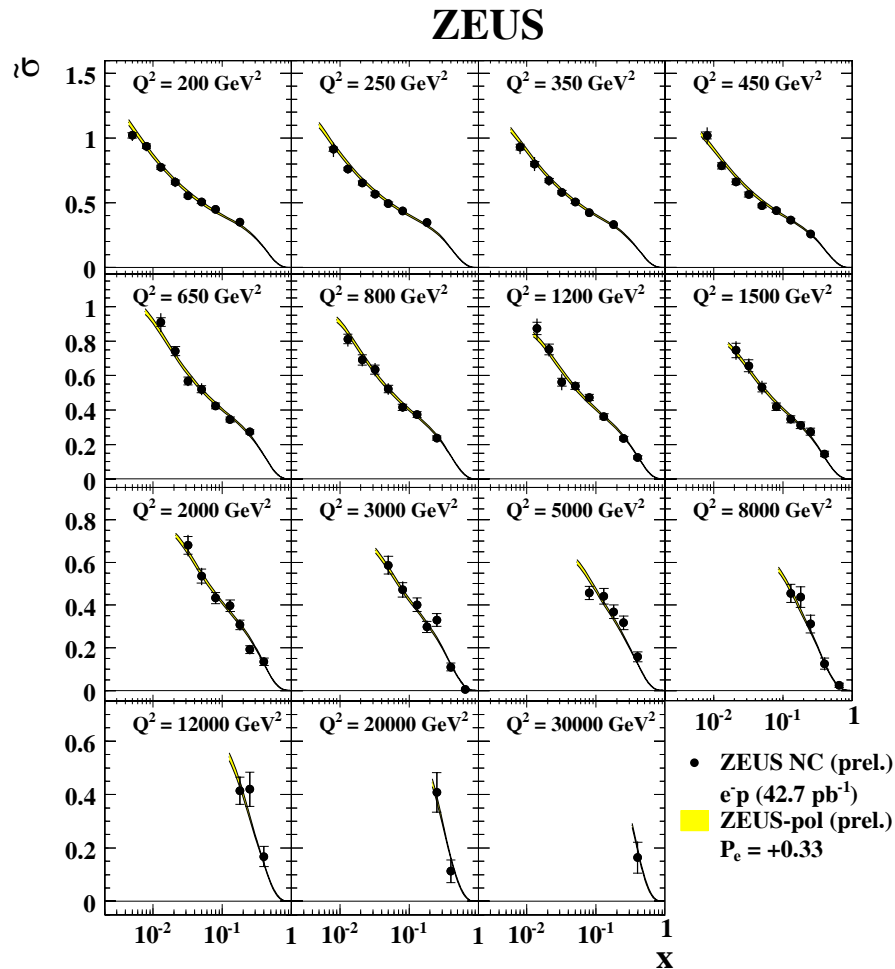 ZEUS
σ̃
Q² = 200 GeV² Q² = 250 GeV² Q² = 350 GeV² Q² = 450 GeV²
1.5
1
0.5
0
Q² = 650 GeV² Q² = 800 GeV² Q² = 1200 GeV² Q² = 1500 GeV²
1
0.8
0.6
0.4
0.2
0
Q² = 2000 GeV² Q² = 3000 GeV² Q² = 5000 GeV² Q² = 8000 GeV²
0.8
0.6
0.4
0.2
0
10⁻² 10⁻¹ 1
Q² = 12000 GeV² Q² = 20000 GeV² Q² = 30000 GeV²
0.6
0.4
0.2
0
ZEUS NC (prel.)
e⁻p (42.7 pb⁻¹)
ZEUS-pol (prel.)
Pₑ = +0.33
10⁻² 10⁻¹ 1 10⁻² 10⁻¹ 1 10⁻² 10⁻¹ 1
x